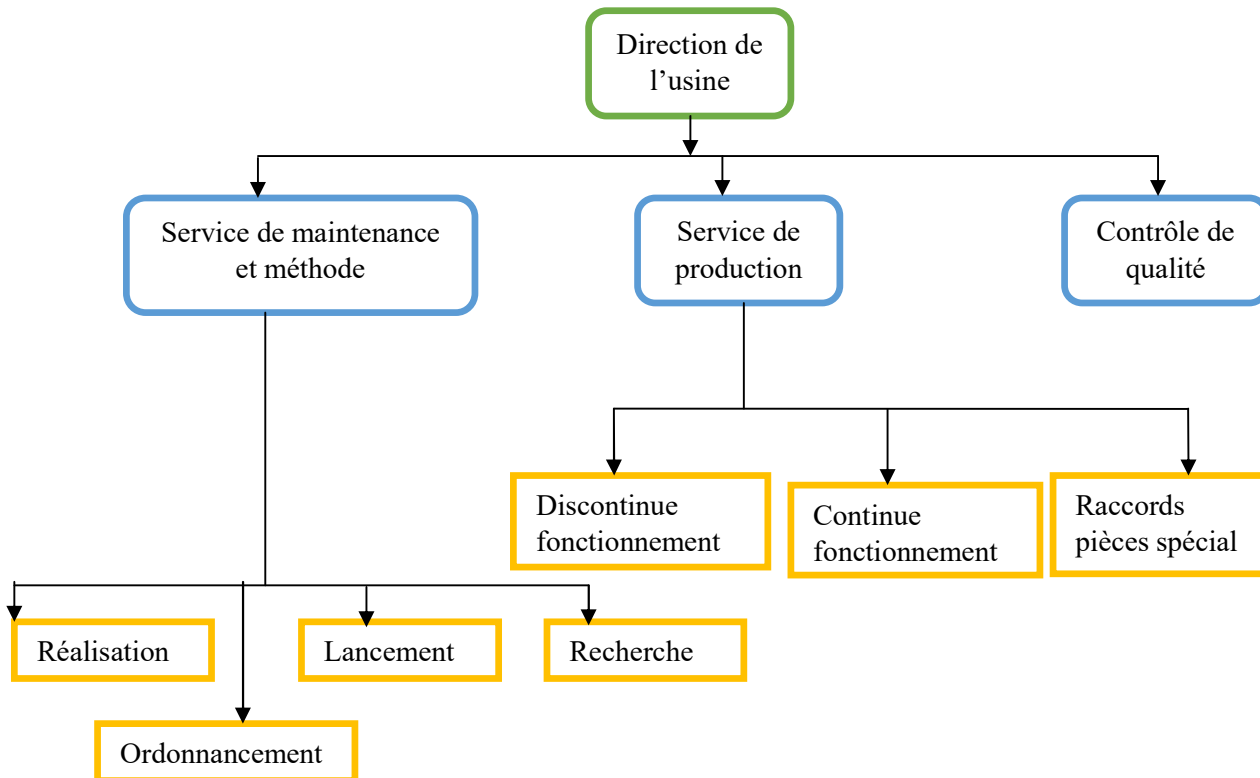 Direction de
l’usine
Service de maintenance
et méthode
Service de
production
Contrôle de
qualité
Discontinue
fonctionnement
Continue
fonctionnement
Raccords
pièces spécial
Réalisation
Lancement
Recherche
Ordonnancement